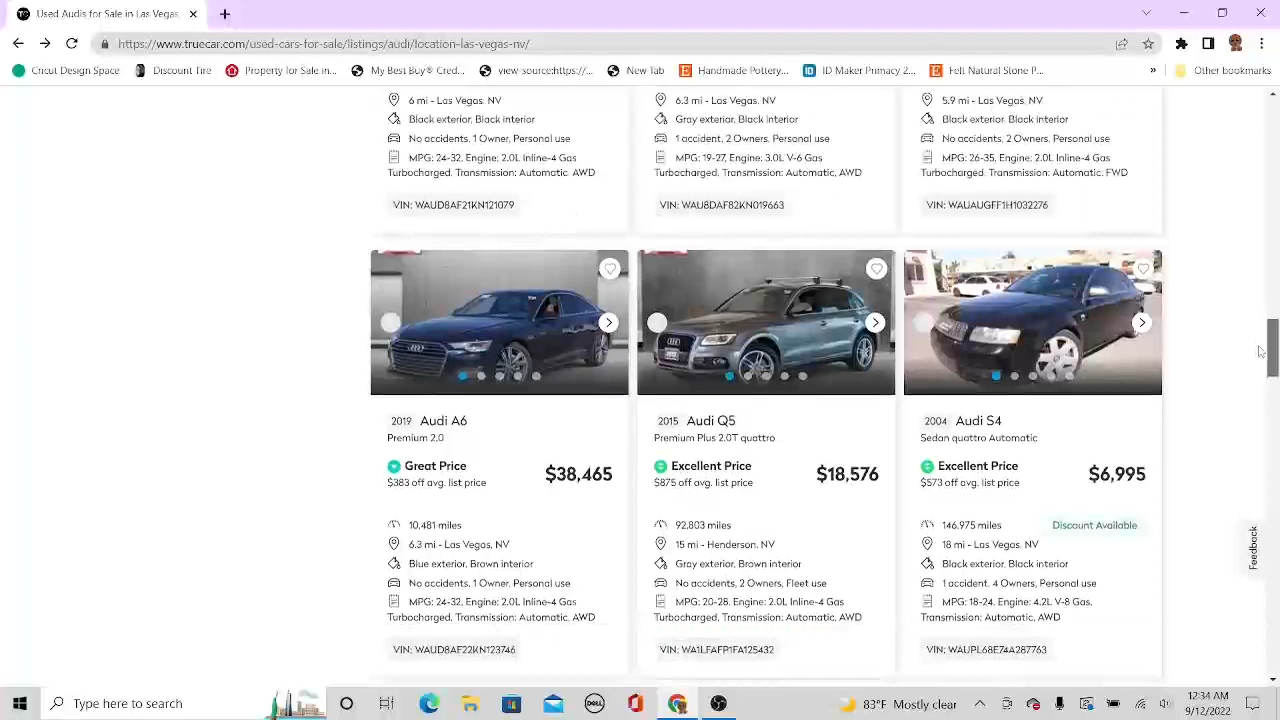 Used Audis for Sale in Las Vegas
https://www.truecar.com/used-cars-for-sale/listings/audi/location-las-vegas-nv/
Cricut Design Space
Discount Tire
Property for Sale in...
My Best Buy® Cred...
view-source:https://...
New Tab
Handmade Pottery...
ID Maker Primacy 2...
Felt Natural Stone P...
»
Other bookmarks
6 mi - Las Vegas, NV
Black exterior, Black interior
No accidents, 1 Owner, Personal use
MPG: 24-32, Engine: 2.0L Inline-4 Gas
Turbocharged, Transmission: Automatic, AWD
VIN: WAUD8AF21KN121079
6.3 mi - Las Vegas, NV
Gray exterior, Black interior
1 accident, 2 Owners, Personal use
MPG: 19-27, Engine: 3.0L V-6 Gas
Turbocharged, Transmission: Automatic, AWD
VIN: WAU8DAF82KN019663
5.9 mi - Las Vegas, NV
Black exterior, Black interior
No accidents, 2 Owners, Personal use
MPG: 26-35, Engine: 2.0L Inline-4 Gas
Turbocharged, Transmission: Automatic, FWD
VIN: WAUAUGFF1H1032276
2019 Audi A6
Premium 2.0
Great Price
$383 off avg. list price
$38,465
10,481 miles
6.3 mi - Las Vegas, NV
Blue exterior, Brown interior
No accidents, 1 Owner, Personal use
MPG: 24-32, Engine: 2.0L Inline-4 Gas
Turbocharged, Transmission: Automatic, AWD
VIN: WAUD8AF22KN123746
2015 Audi Q5
Premium Plus 2.0T quattro
Excellent Price
$875 off avg. list price
$18,576
92,803 miles
15 mi - Henderson, NV
Gray exterior, Brown interior
No accidents, 2 Owners, Fleet use
MPG: 20-28, Engine: 2.0L Inline-4 Gas
Turbocharged, Transmission: Automatic, AWD
VIN: WA1LFAFP1FA125432
2004 Audi S4
Sedan quattro Automatic
Excellent Price
$573 off avg. list price
$6,995
146,975 miles
Discount Available
18 mi - Las Vegas, NV
Black exterior, Black interior
1 accident, 4 Owners, Personal use
MPG: 18-24, Engine: 4.2L V-8 Gas,
Transmission: Automatic, AWD
VIN: WAUPL68E74A287763
Feedback
Type here to search
DELL
83°F Mostly clear
12:34 AM
9/12/2022